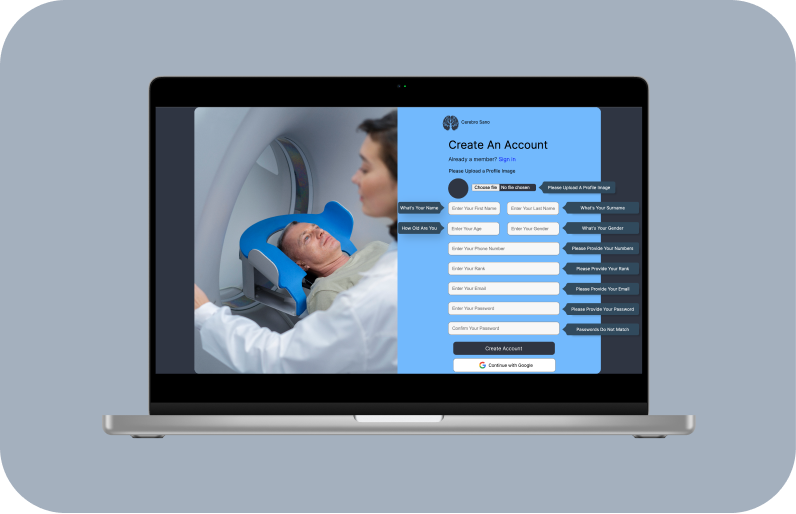 Cerebro Sano
Create An Account
Already a member? Sign in
Please Upload a Profile Image
Choose file No file chosen Please Upload A Profile Image
What's Your Name Enter Your First Name Enter Your Last Name What's Your Surname
How Old Are You Enter Your Age Enter Your Gender What's Your Gender
Enter Your Phone Number Please Provide Your Numbers
Enter Your Rank Please Provide Your Rank
Enter Your Email Please Provide Your Email
Enter Your Password Please Provide Your Password
Confirm Your Password Passwords Do Not Match
Create Account
Continue with Google